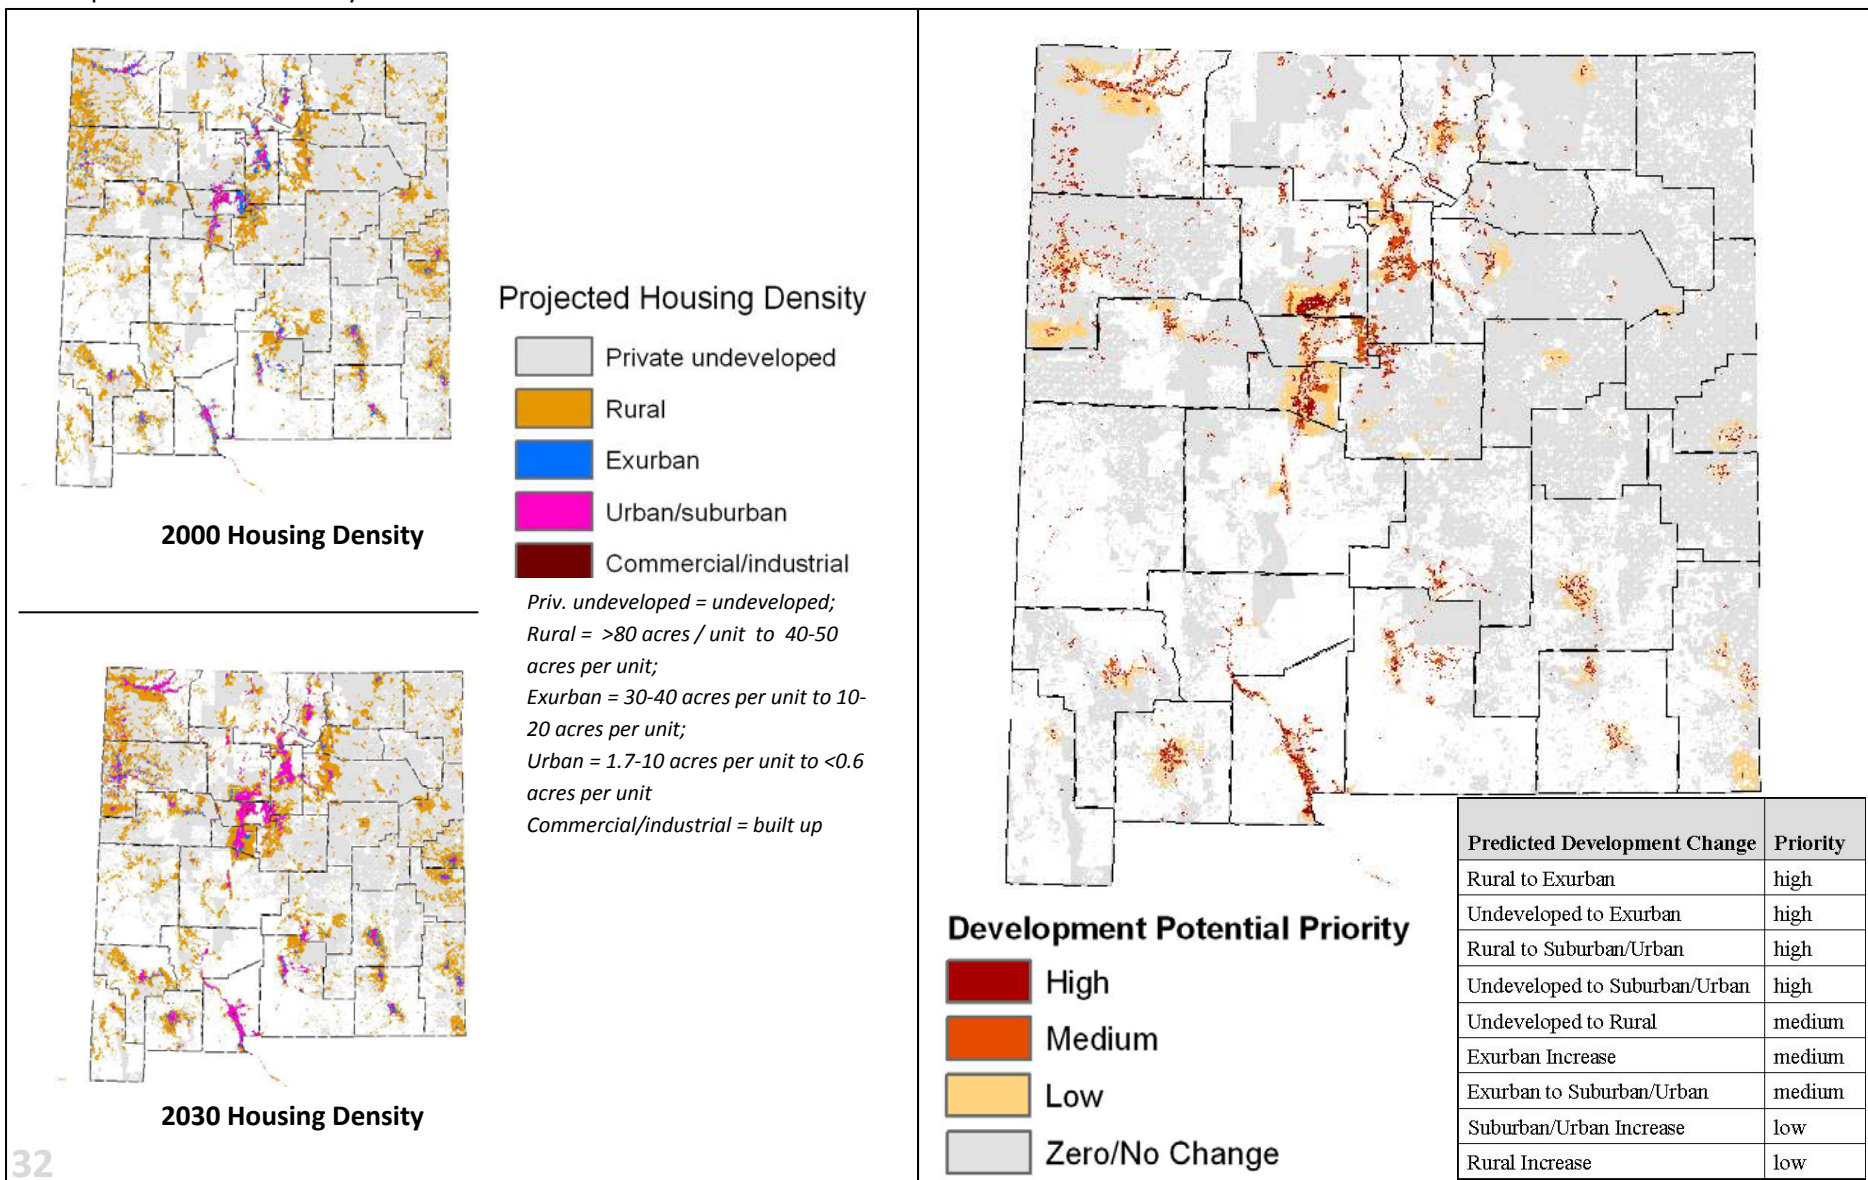 2000 Housing Density
Projected Housing Density
Private undeveloped
Rural
Exurban
Urban/suburban
Commercial/industrial
Priv. undeveloped = undeveloped;
Rural = >80 acres / unit to 40-50
acres per unit;
Exurban = 30-40 acres per unit to 10-
20 acres per unit;
Urban = 1.7-10 acres per unit to <0.6
acres per unit
Commercial/industrial = built up
2030 Housing Density
32
Development Potential Priority
High
Medium
Low
Zero/No Change
Predicted Development Change Priority
Rural to Exurban high
Undeveloped to Exurban high
Rural to Suburban/Urban high
Undeveloped to Suburban/Urban high
Undeveloped to Rural medium
Exurban Increase medium
Exurban to Suburban/Urban medium
Suburban/Urban Increase low
Rural Increase low